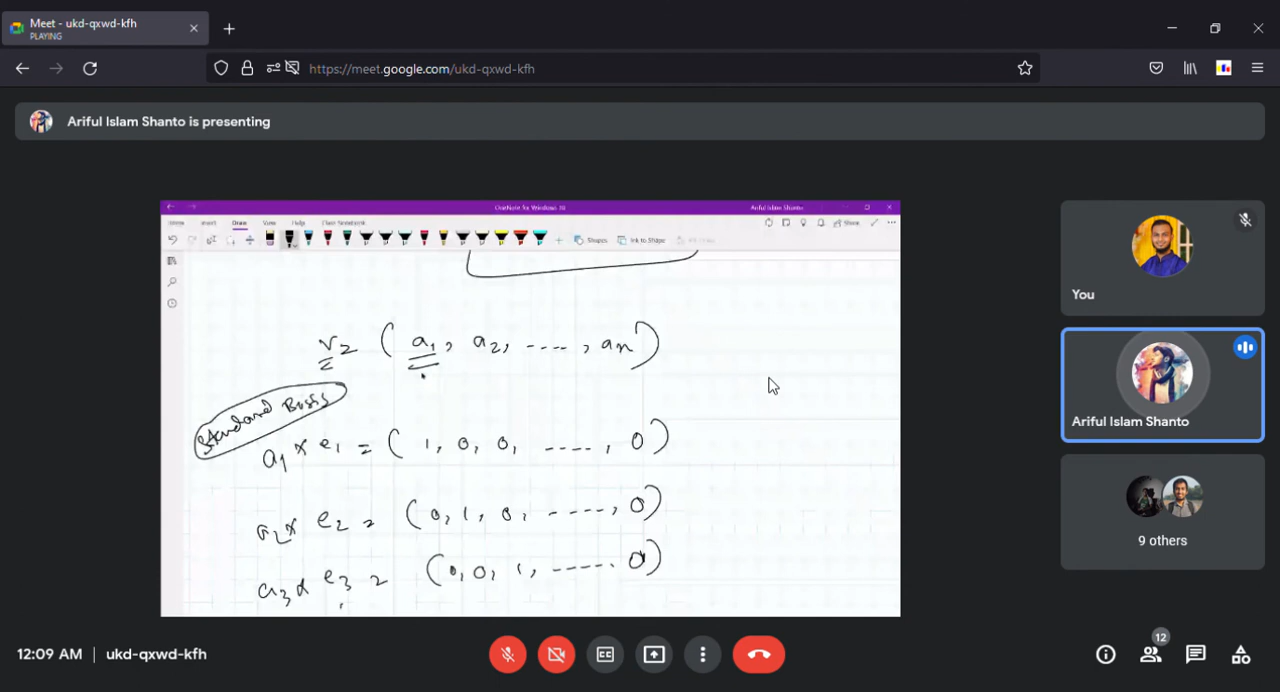 Meet - ukd-qxwd-kfh
PLAYING
https://meet.google.com/ukd-qxwd-kfh
Ariful Islam Shanto is presenting
OneNote for Windows 10 Ariful Islam Shanto
Home Insert Draw View Help Class Notebook Share
Shapes Ink to Shape
v = (a1, a2, ----, an)
Standard Basis
a1 × e1 = (1, 0, 0, ----, 0)
a2 × e2 = (0, 1, 0, ----, 0)
a3 × e3 = (0, 0, 1, ----- 0)
You
Ariful Islam Shanto
9 others
12:09 AM | ukd-qxwd-kfh
12